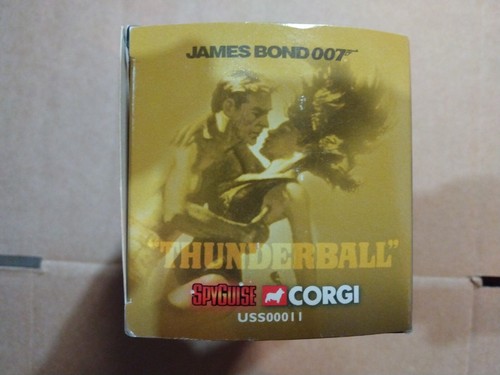 JAMES BOND 007
"THUNDERBALL"
SPYGUISE CORGI
USS00011